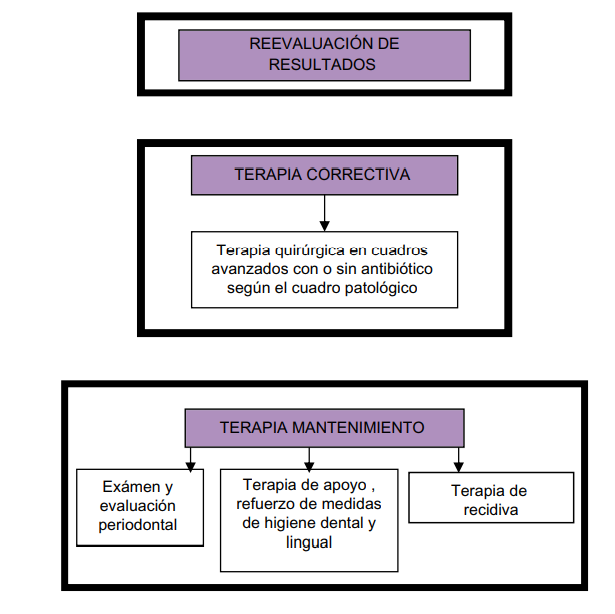 REEVALUACIÓN DE
RESULTADOS
TERAPIA CORRECTIVA
Terapia quirúrgica en cuadros
avanzados con o sin antibiótico
según el cuadro patológico
TERAPIA MANTENIMIENTO
Exámen y
evaluación
periodontal
Terapia de apoyo ,
refuerzo de medidas
de higiene dental y
lingual
Terapia de
recidiva